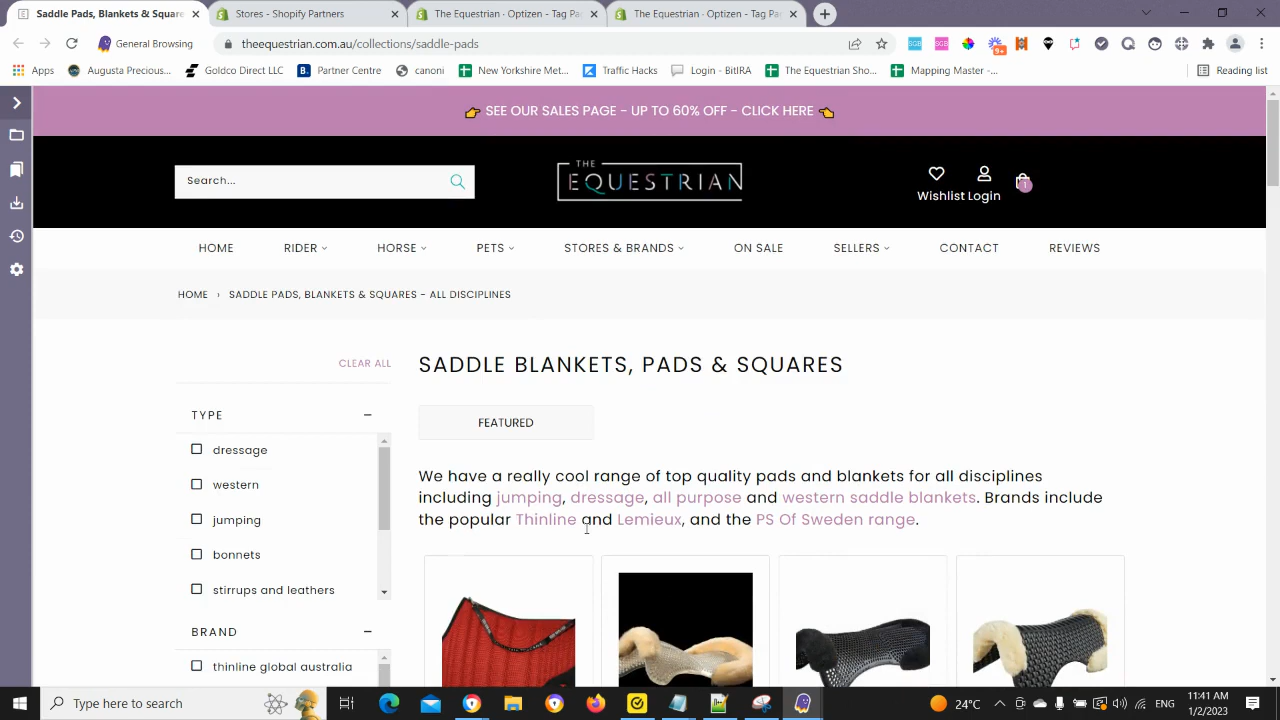 Saddle Pads, Blankets & Squares
Stores - Shopify Partners
The Equestrian - Optizen - Tag Pa
The Equestrian - Optizen - Tag Pa
General Browsing
theequestrian.com.au/collections/saddle-pads
9+
Apps
Augusta Precious...
Goldco Direct LLC
Partner Centre
canoni
Newyorkshire Met...
Traffic Hacks
Login - BitIRA
The Equestrian Sho...
Mapping Master -...
Reading list
👉 SEE OUR SALES PAGE - UP TO 60% OFF - CLICK HERE 👈
Search...
THE
EQUESTRIAN
Wishlist Login
1
HOME RIDER HORSE PETS STORES & BRANDS ON SALE SELLERS CONTACT REVIEWS
HOME › SADDLE PADS, BLANKETS & SQUARES - ALL DISCIPLINES
CLEAR ALL
TYPE
dressage
western
jumping
bonnets
stirrups and leathers
BRAND
thinline global australia
SADDLE BLANKETS, PADS & SQUARES
FEATURED
We have a really cool range of top quality pads and blankets for all disciplines
including jumping, dressage, all purpose and western saddle blankets. Brands include
the popular Thinline and Lemieux, and the PS Of Sweden range.
Type here to search
24°C
ENG
11:41 AM
1/2/2023